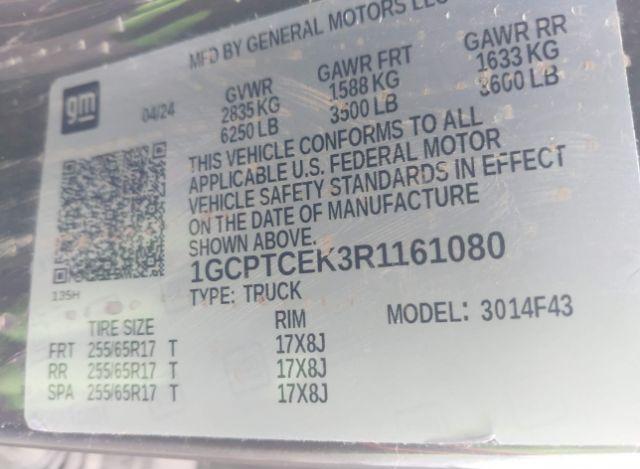 MFD BY GENERAL MOTORS LLC
gm
04/24
GVWR GAWR FRT GAWR RR
2835 KG 1588 KG 1633 KG
6250 LB 3500 LB 3600 LB
THIS VEHICLE CONFORMS TO ALL
APPLICABLE U.S. FEDERAL MOTOR
VEHICLE SAFETY STANDARDS IN EFFECT
ON THE DATE OF MANUFACTURE
SHOWN ABOVE.
1GCPTCEK3R1161080
135H
TYPE: TRUCK
MODEL: 3014F43
TIRE SIZE RIM
FRT 255/65R17 T 17X8J
RR 255/65R17 T 17X8J
SPA 255/65R17 T 17X8J